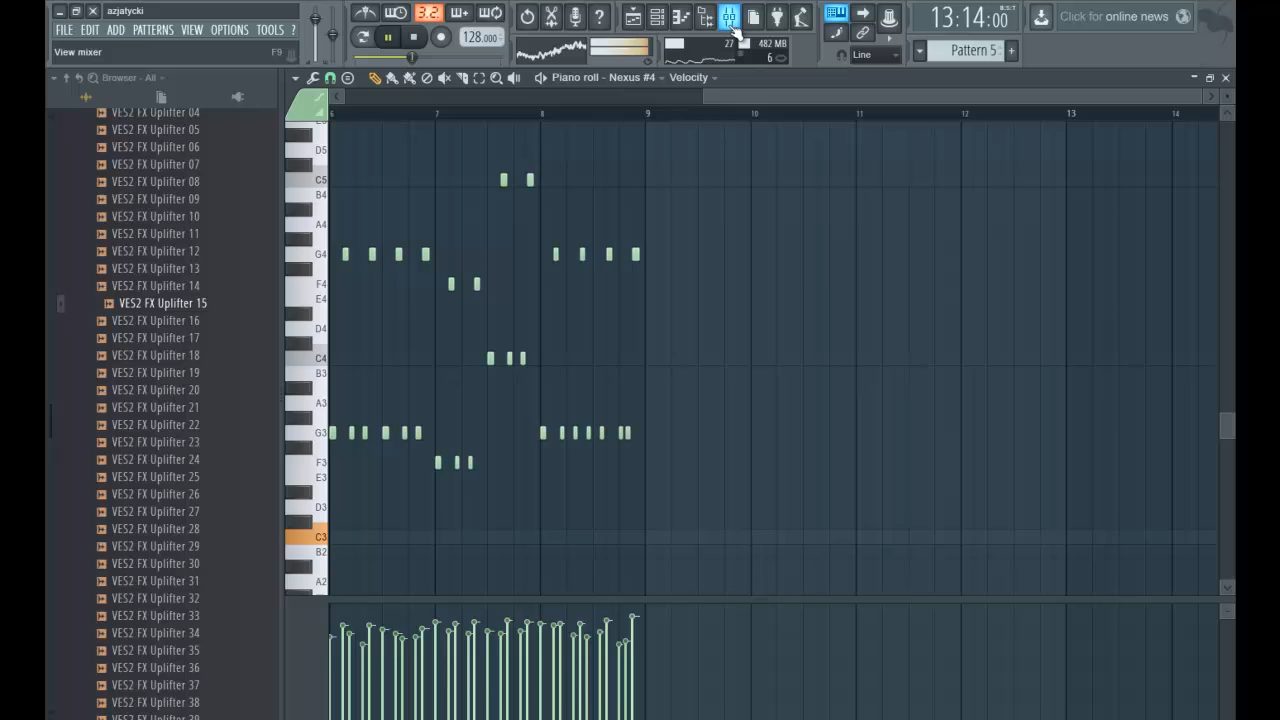 azjatycki
FILE EDIT ADD PATTERNS VIEW OPTIONS TOOLS ?
View mixer F9
3.2
128.000
27
482 MB
6
13:14:00
B:S:T
Line
Click for online news
Pattern 5
Browser - All
Piano roll - Nexus #4
Velocity
VES2 FX Uplifter 04
VES2 FX Uplifter 05
VES2 FX Uplifter 06
VES2 FX Uplifter 07
VES2 FX Uplifter 08
VES2 FX Uplifter 09
VES2 FX Uplifter 10
VES2 FX Uplifter 11
VES2 FX Uplifter 12
VES2 FX Uplifter 13
VES2 FX Uplifter 14
VES2 FX Uplifter 15
VES2 FX Uplifter 16
VES2 FX Uplifter 17
VES2 FX Uplifter 18
VES2 FX Uplifter 19
VES2 FX Uplifter 20
VES2 FX Uplifter 21
VES2 FX Uplifter 22
VES2 FX Uplifter 23
VES2 FX Uplifter 24
VES2 FX Uplifter 25
VES2 FX Uplifter 26
VES2 FX Uplifter 27
VES2 FX Uplifter 28
VES2 FX Uplifter 29
VES2 FX Uplifter 30
VES2 FX Uplifter 31
VES2 FX Uplifter 32
VES2 FX Uplifter 33
VES2 FX Uplifter 34
VES2 FX Uplifter 35
VES2 FX Uplifter 36
VES2 FX Uplifter 37
VES2 FX Uplifter 38
6 7 8 9 10 11 12 13 14
D5
C5
B4
A4
G4
F4
E4
D4
C4
B3
A3
G3
F3
E3
D3
C3
B2
A2